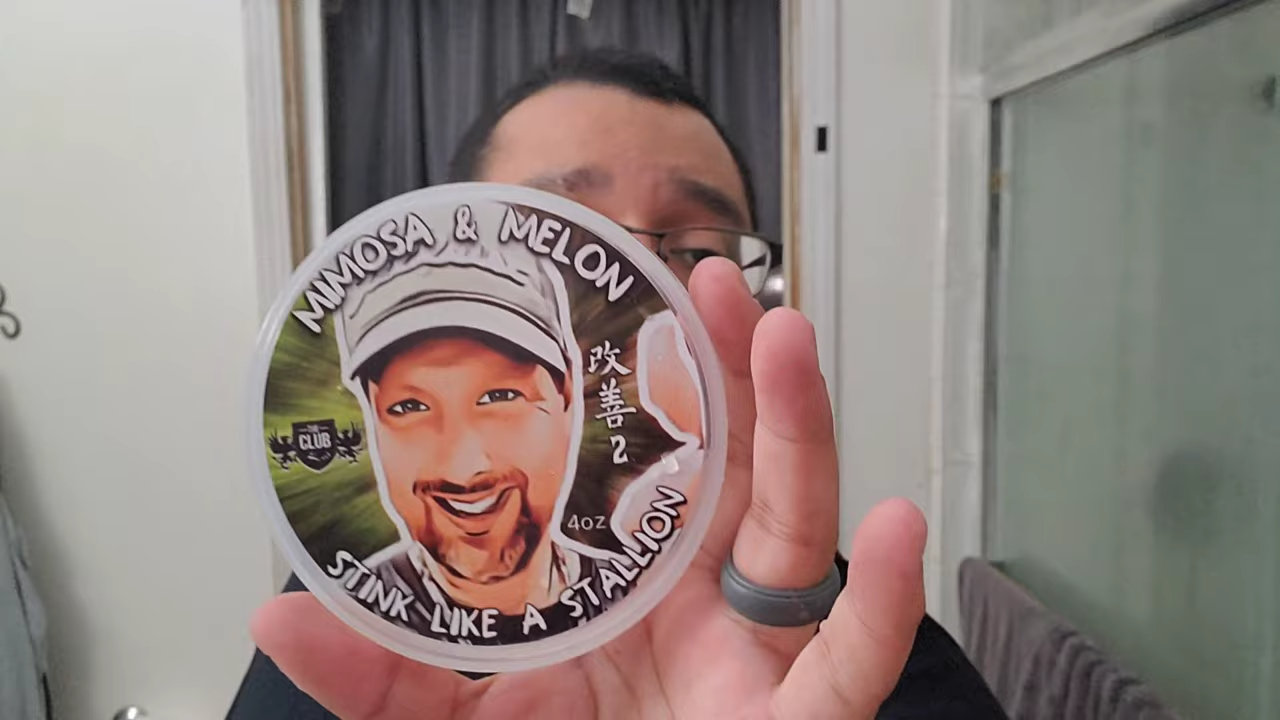 MIMOSA & MELON
改善2
THE
CLUB
4oz
STINK LIKE A STALLION